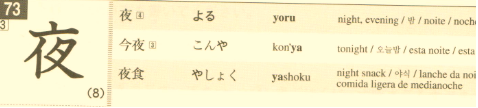 73
3
夜
(8)
夜 4 よる yoru night, evening / 밤 / noite / noche
今夜 3 こんや kon'ya tonight / 오늘밤 / esta noite / esta
夜食 やしょく yashoku night snack / 야식 / lanche da noi
comida ligera de medianoche